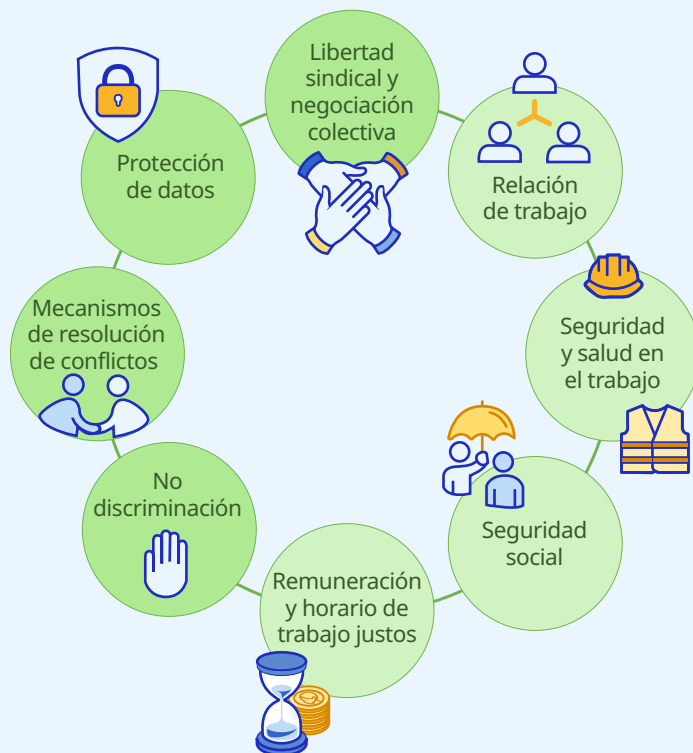 Libertad
sindical y
negociación
colectiva
Relación
de trabajo
Seguridad
y salud en
el trabajo
Seguridad
social
Remuneración
y horario de
trabajo justos
No
discriminación
Mecanismos
de resolución
de conflictos
Protección
de datos